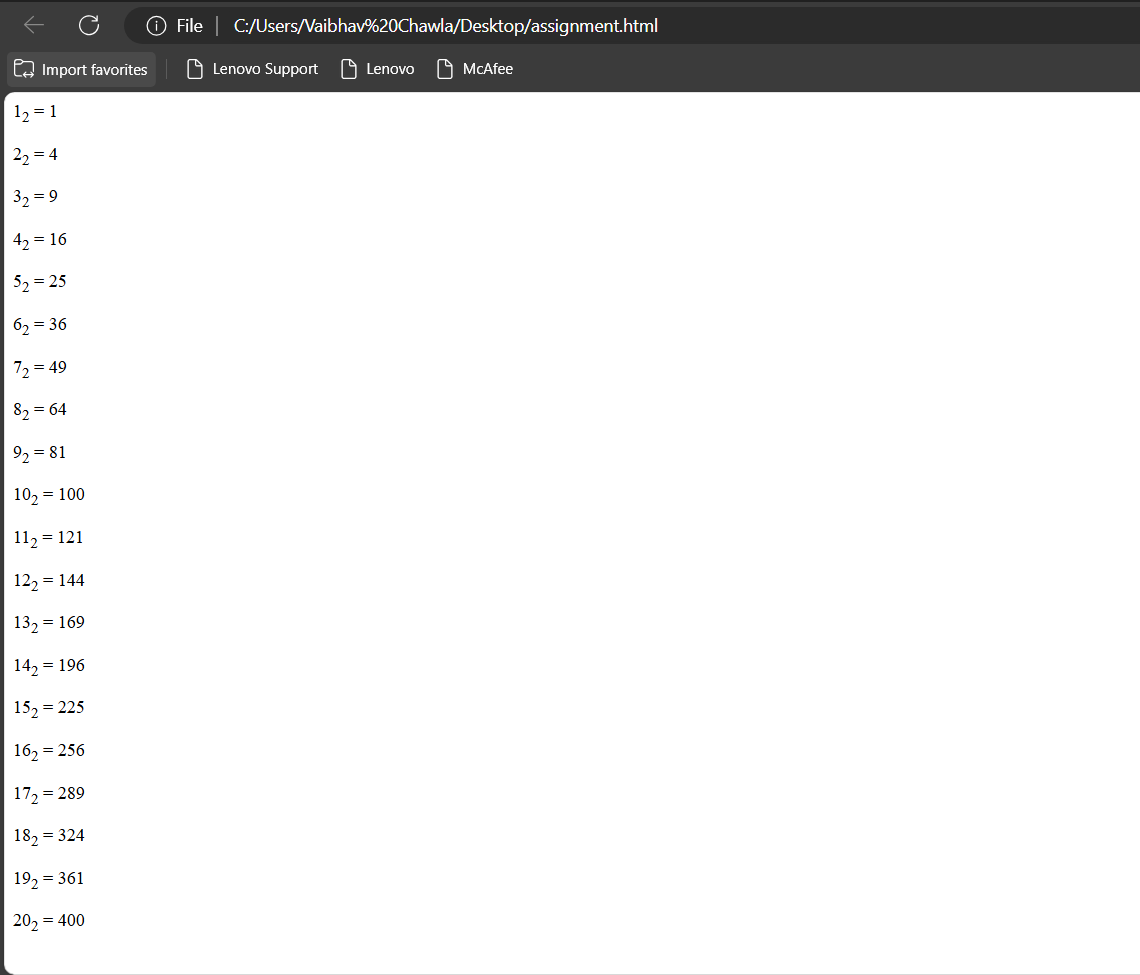 File | C:/Users/Vaibhav%20Chawla/Desktop/assignment.html
Import favorites | Lenovo Support Lenovo McAfee
1₂ = 1
2₂ = 4
3₂ = 9
4₂ = 16
5₂ = 25
6₂ = 36
7₂ = 49
8₂ = 64
9₂ = 81
10₂ = 100
11₂ = 121
12₂ = 144
13₂ = 169
14₂ = 196
15₂ = 225
16₂ = 256
17₂ = 289
18₂ = 324
19₂ = 361
20₂ = 400